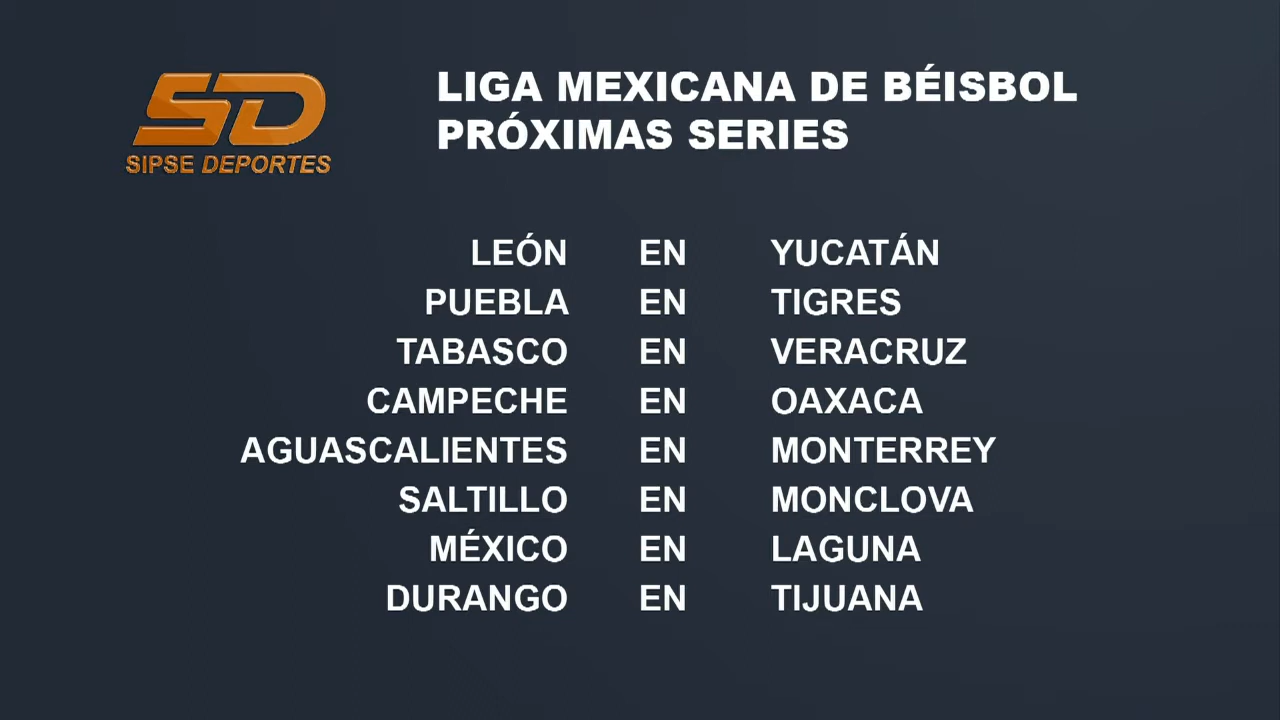 SD
SIPSE DEPORTES
LIGA MEXICANA DE BÉISBOL
PRÓXIMAS SERIES
LEÓN EN YUCATÁN
PUEBLA EN TIGRES
TABASCO EN VERACRUZ
CAMPECHE EN OAXACA
AGUASCALIENTES EN MONTERREY
SALTILLO EN MONCLOVA
MÉXICO EN LAGUNA
DURANGO EN TIJUANA